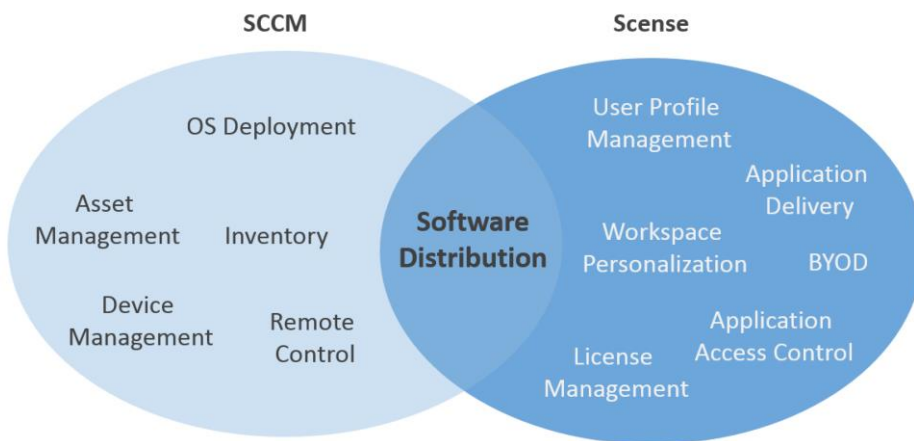 SCCM
Scense
OS Deployment
Asset
Management
Inventory
Device
Management
Remote
Control
Software
Distribution
User Profile
Management
Application
Delivery
Workspace
Personalization
BYOD
Application
Access Control
License
Management